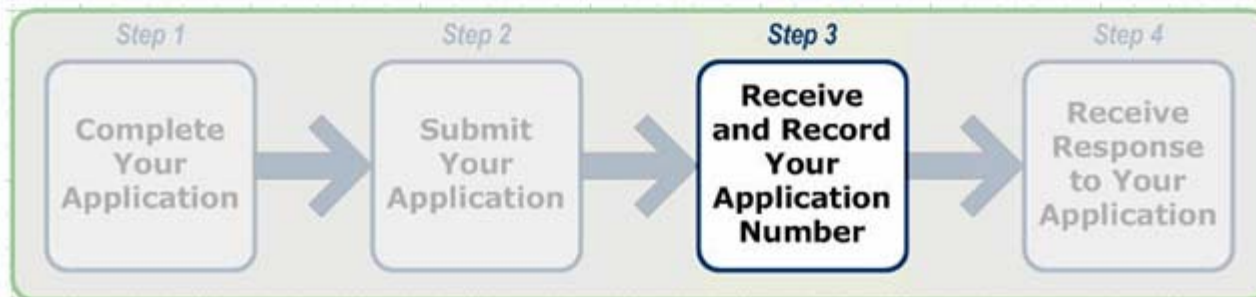 Step 1
Complete
Your
Application
Step 2
Submit
Your
Application
Step 3
Receive
and Record
Your
Application
Number
Step 4
Receive
Response
to Your
Application